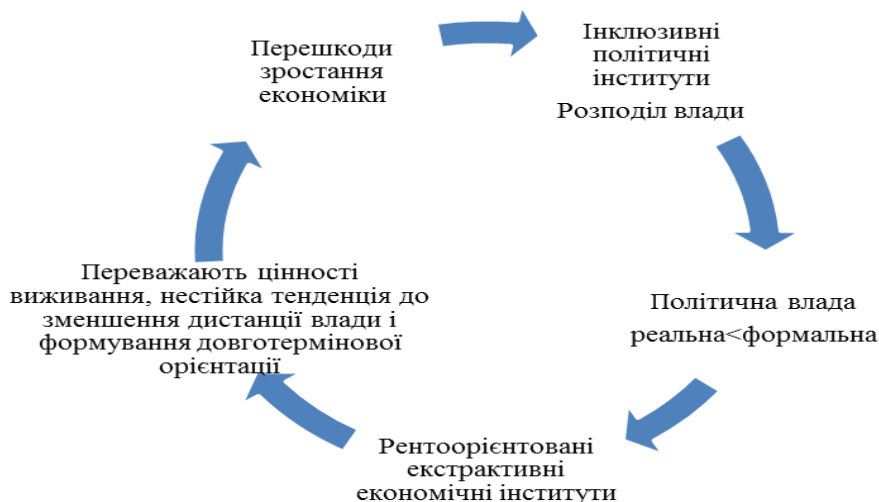 Перешкоди
зростання
економіки
Інклюзивні
політичні
інститути
Розподіл влади
Політична влада
реальна<формальна
Рентоорієнтовані
екстрактивні
економічні інститути
Переважають цінності
виживання, нестійка тенденція до
зменшення дистанції влади і
формування довготермінової
орієнтації